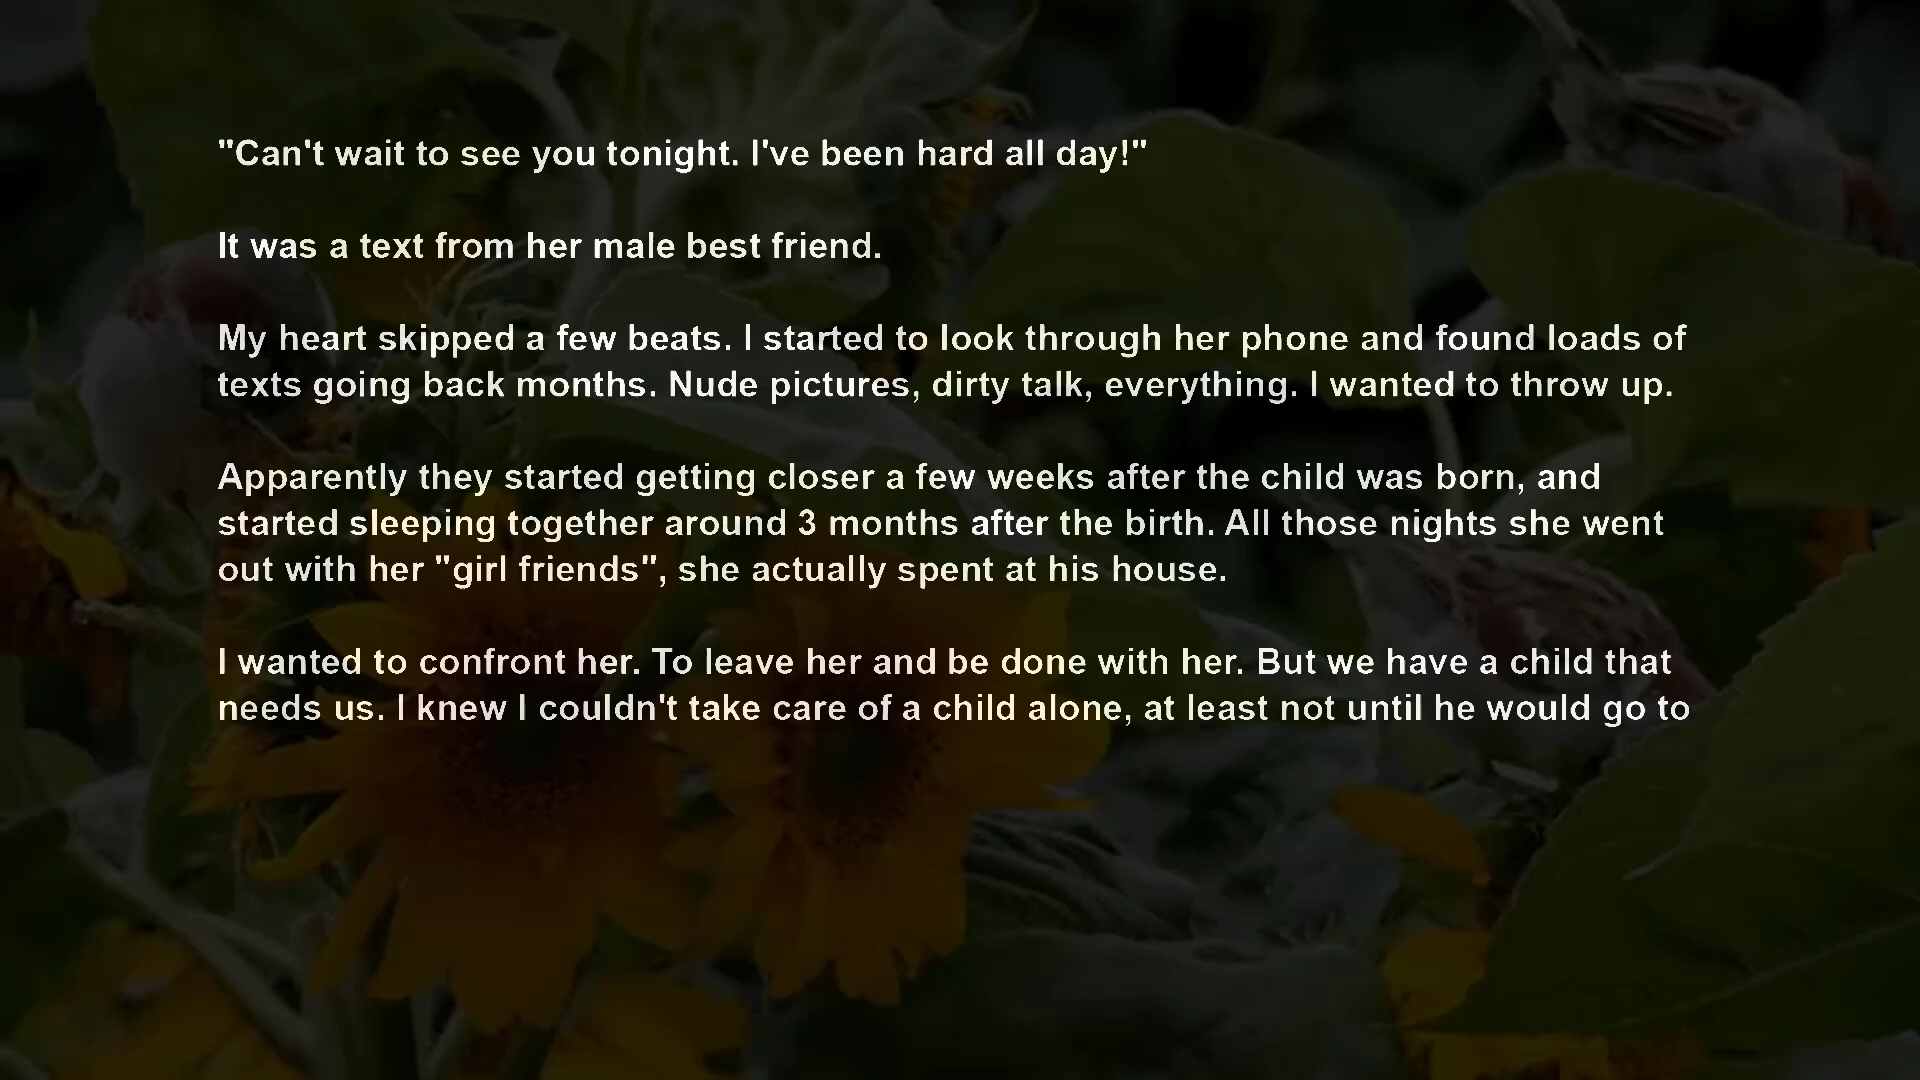 "Can't wait to see you tonight. I've been hard all day!"
It was a text from her male best friend.
My heart skipped a few beats. I started to look through her phone and found loads of
texts going back months. Nude pictures, dirty talk, everything. I wanted to throw up.
Apparently they started getting closer a few weeks after the child was born, and
started sleeping together around 3 months after the birth. All those nights she went
out with her "girl friends", she actually spent at his house.
I wanted to confront her. To leave her and be done with her. But we have a child that
needs us. I knew I couldn't take care of a child alone, at least not until he would go to